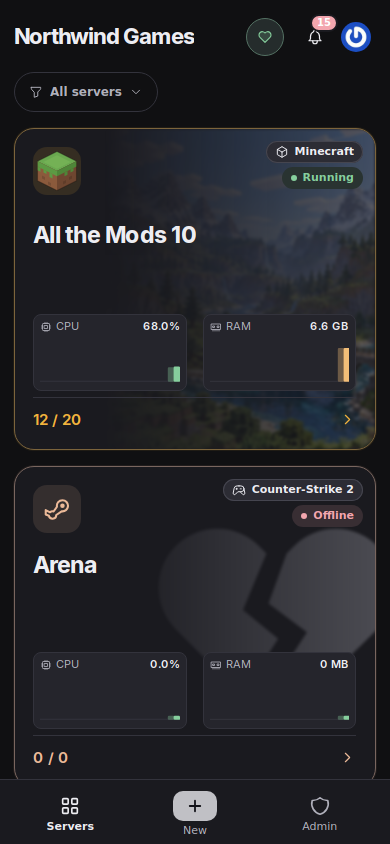 Northwind Games
15
All servers
Minecraft
Running
All the Mods 10
CPU 68.0%
RAM 6.6 GB
12 / 20
Counter-Strike 2
Offline
Arena
CPU 0.0%
RAM 0 MB
0 / 0
Servers
New
Admin